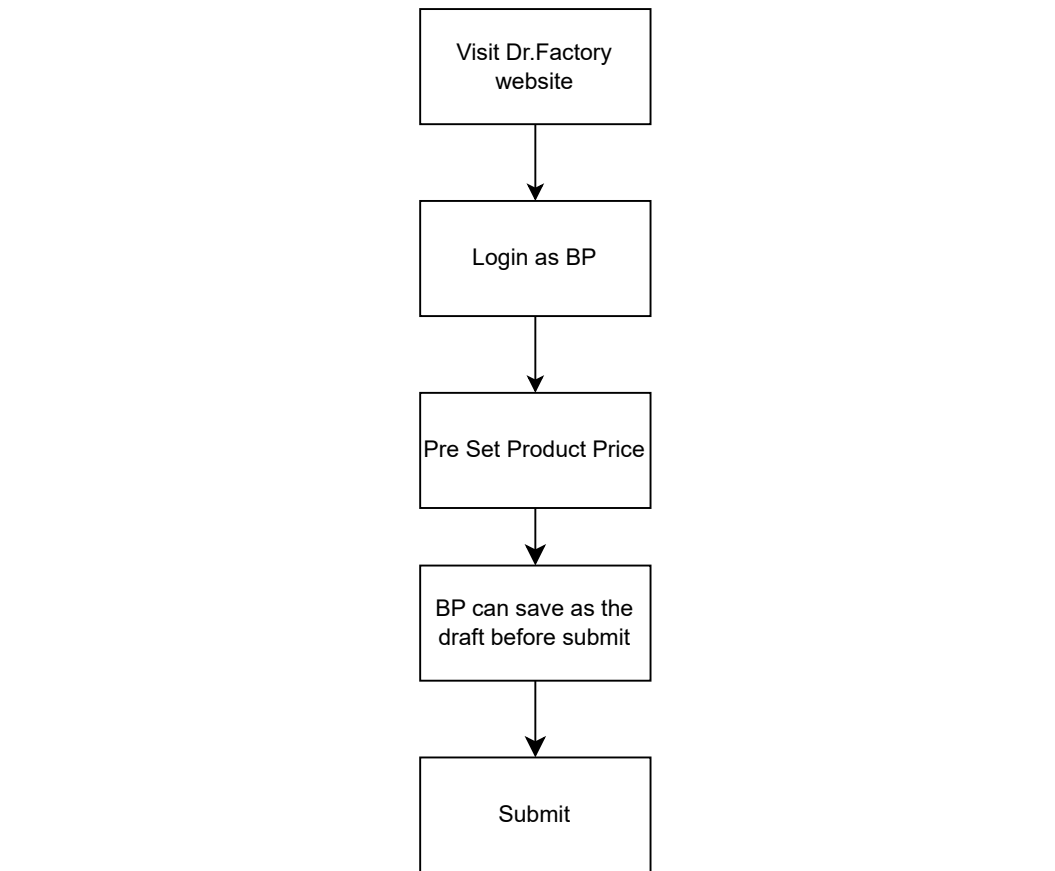 Visit Dr.Factory
website
Login as BP
Pre Set Product Price
BP can save as the
draft before submit
Submit